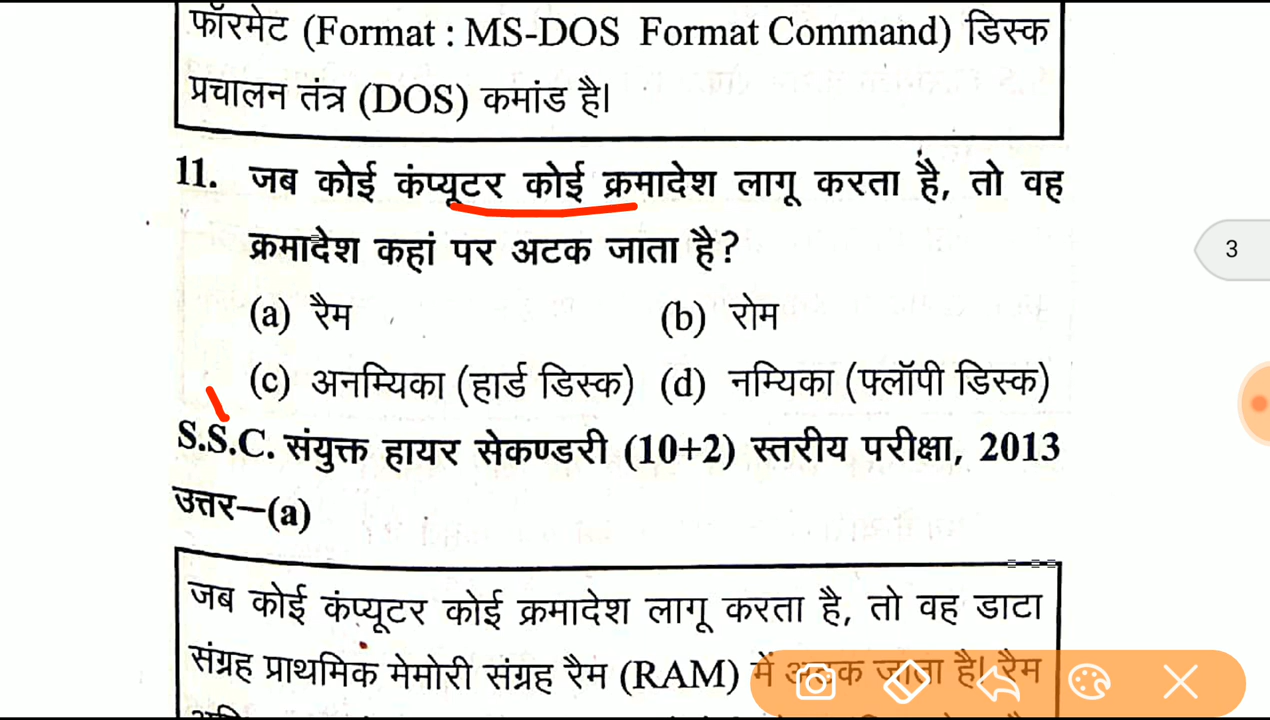 फॉरमेट (Format : MS-DOS Format Command) डिस्क
प्रचालन तंत्र (DOS) कमांड है।
11. जब कोई कंप्यूटर कोई क्रमादेश लागू करता है, तो वह
क्रमादेश कहां पर अटक जाता है?
(a) रैम (b) रोम
(c) अनम्यिका (हार्ड डिस्क) (d) नम्यिका (फ्लॉपी डिस्क)
S.S.C. संयुक्त हायर सेकण्डरी (10+2) स्तरीय परीक्षा, 2013
उत्तर—(a)
जब कोई कंप्यूटर कोई क्रमादेश लागू करता है, तो वह डाटा
संग्रह प्राथमिक मेमोरी संग्रह रैम (RAM) में अटक जाता है। रैम
3